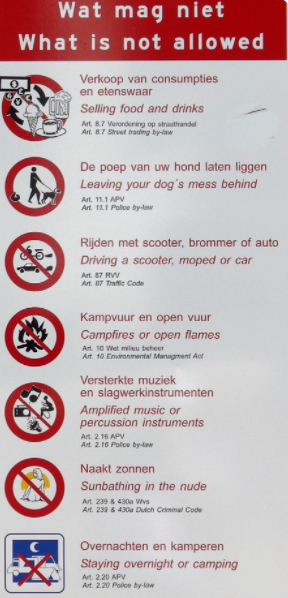 Wat mag niet
What is not allowed
Verkoop van consumpties
en etenswaar
Selling food and drinks
Art. 8.7 Verordening op straathandel
Art. 8.7 Street trading by-law
De poep van uw hond laten liggen
Leaving your dog´s mess behind
Art. 11.1 APV
Art. 11.1 Police by-law
Rijden met scooter, brommer of auto
Driving a scooter, moped or car
Art. 87 RVV
Art. 87 Traffic Code
Kampvuur en open vuur
Campfires or open flames
Art. 10 Wet milieu beheer
Art. 10 Environmental Managment Act
Versterkte muziek
en slagwerkinstrumenten
Amplified music or
percussion instruments
Art. 2.16 APV
Art. 2.16 Police by-law
Naakt zonnen
Sunbathing in the nude
Art. 239 & 430a Wvs
Art. 239 & 430a Dutch Criminal Code
Overnachten en kamperen
Staying overnight or camping
Art. 2.20 APV
Art. 2.20 Police by-law